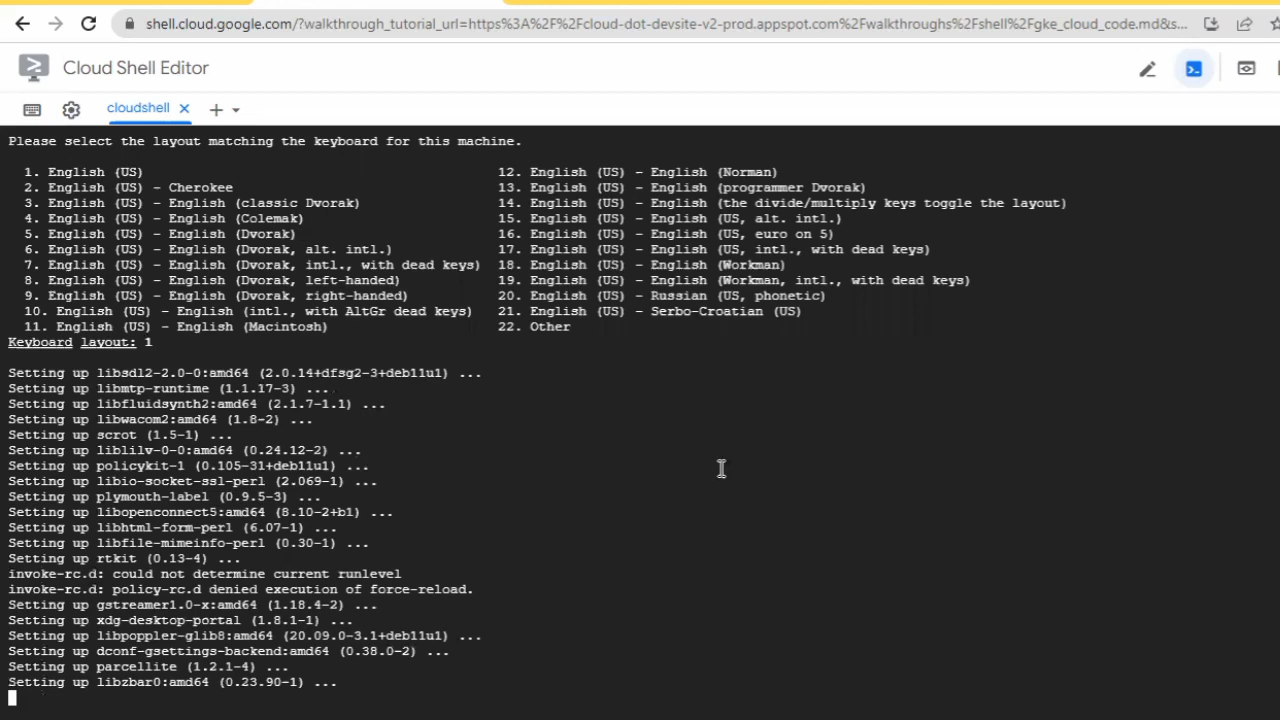 shell.cloud.google.com/?walkthrough_tutorial_url=https%3A%2F%2Fcloud-dot-devsite-v2-prod.appspot.com%2Fwalkthroughs%2Fshell%2Fgke_cloud_code.md&s...
Cloud Shell Editor
cloudshell
Please select the layout matching the keyboard for this machine.
1. English (US) 12. English (US) - English (Norman)
2. English (US) - Cherokee 13. English (US) - English (programmer Dvorak)
3. English (US) - English (classic Dvorak) 14. English (US) - English (the divide/multiply keys toggle the layout)
4. English (US) - English (Colemak) 15. English (US) - English (US, alt. intl.)
5. English (US) - English (Dvorak) 16. English (US) - English (US, euro on 5)
6. English (US) - English (Dvorak, alt. intl.) 17. English (US) - English (US, intl., with dead keys)
7. English (US) - English (Dvorak, intl., with dead keys) 18. English (US) - English (Workman)
8. English (US) - English (Dvorak, left-handed) 19. English (US) - English (Workman, intl., with dead keys)
9. English (US) - English (Dvorak, right-handed) 20. English (US) - Russian (US, phonetic)
10. English (US) - English (intl., with AltGr dead keys) 21. English (US) - Serbo-Croatian (US)
11. English (US) - English (Macintosh) 22. Other
Keyboard layout: 1
Setting up libsdl2-2.0-0:amd64 (2.0.14+dfsg2-3+deb11u1) ...
Setting up libmtp-runtime (1.1.17-3) ...
Setting up libfluidsynth2:amd64 (2.1.7-1.1) ...
Setting up libwacom2:amd64 (1.8-2) ...
Setting up scrot (1.5-1) ...
Setting up liblilv-0-0:amd64 (0.24.12-2) ...
Setting up policykit-1 (0.105-31+deb11u1) ...
Setting up libio-socket-ssl-perl (2.069-1) ...
Setting up plymouth-label (0.9.5-3) ...
Setting up libopenconnect5:amd64 (8.10-2+b1) ...
Setting up libhtml-form-perl (6.07-1) ...
Setting up libfile-mimeinfo-perl (0.30-1) ...
Setting up rtkit (0.13-4) ...
invoke-rc.d: could not determine current runlevel
invoke-rc.d: policy-rc.d denied execution of force-reload.
Setting up gstreamer1.0-x:amd64 (1.18.4-2) ...
Setting up xdg-desktop-portal (1.8.1-1) ...
Setting up libpoppler-glib8:amd64 (20.09.0-3.1+deb11u1) ...
Setting up dconf-gsettings-backend:amd64 (0.38.0-2) ...
Setting up parcellite (1.2.1-4) ...
Setting up libzbar0:amd64 (0.23.90-1) ...